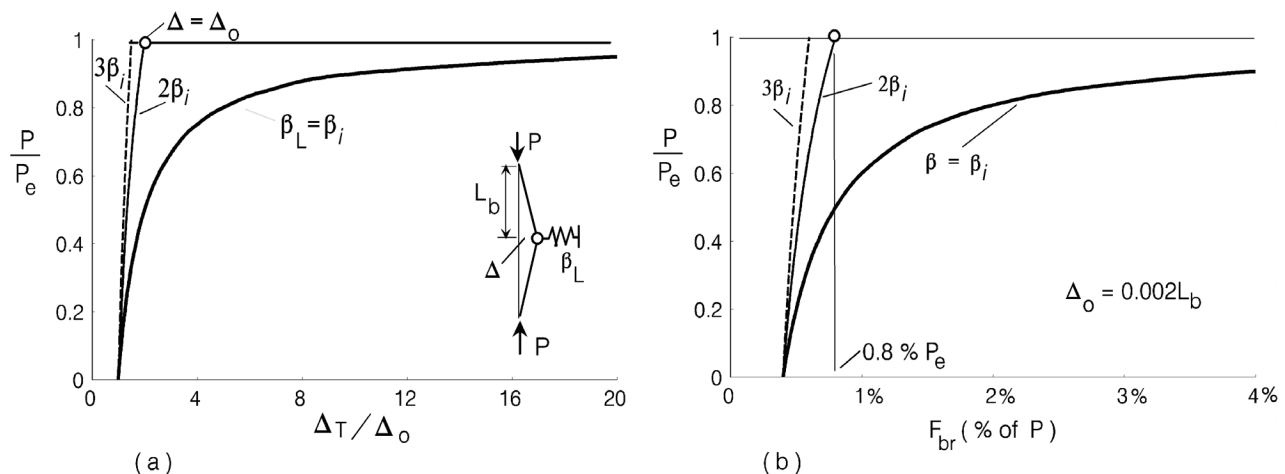 Δ = Δo
1
3βi
2βi
0.8
βL = βi
P
Pe
0.6
P
Lb
0.4
Δ
βL
0.2
P
0
0 4 8 12 16 20
ΔT / Δo
(a)
1
3βi
2βi
0.8
P
Pe
0.6
β = βi
0.4
Δo = 0.002Lb
0.2
0.8 % Pe
0
0 1% 2% 3% 4%
Fbr ( % of P )
(b)